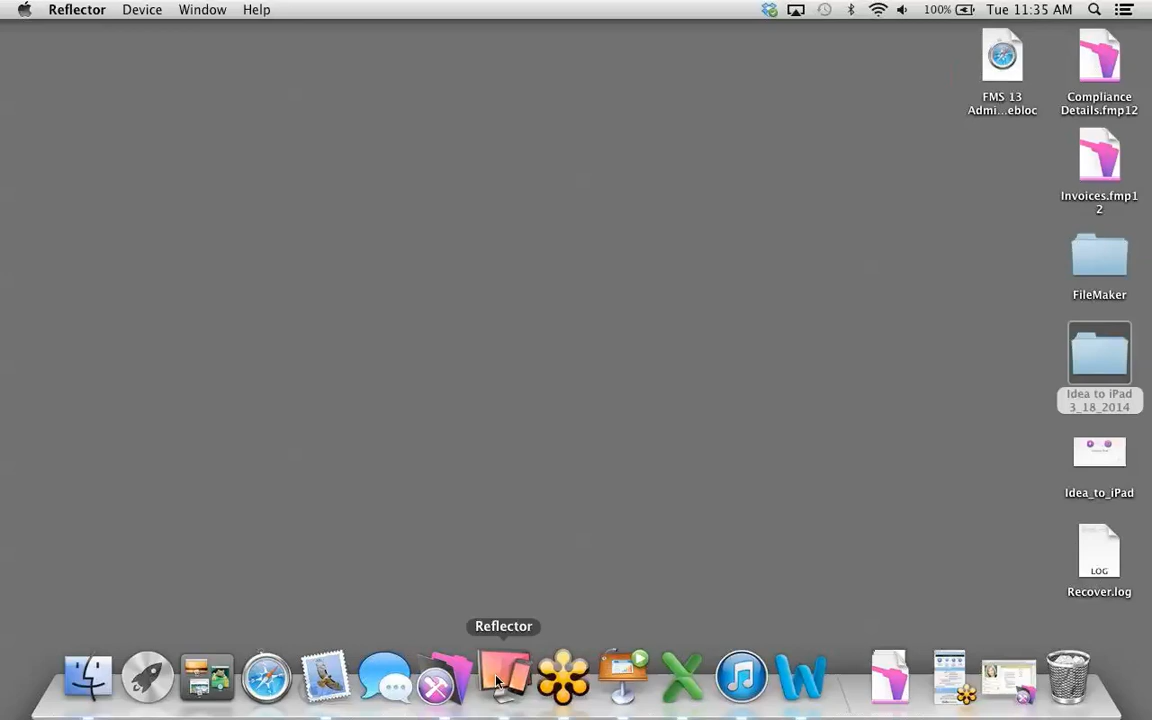 Reflector Device Window Help 100% Tue 11:35 AM
FMS 13
Admi...ebloc
Compliance
Details.fmp12
Invoices.fmp1
2
FileMaker
Idea to iPad
3_18_2014
Idea_to_iPad
LOG
Recover.log
Reflector